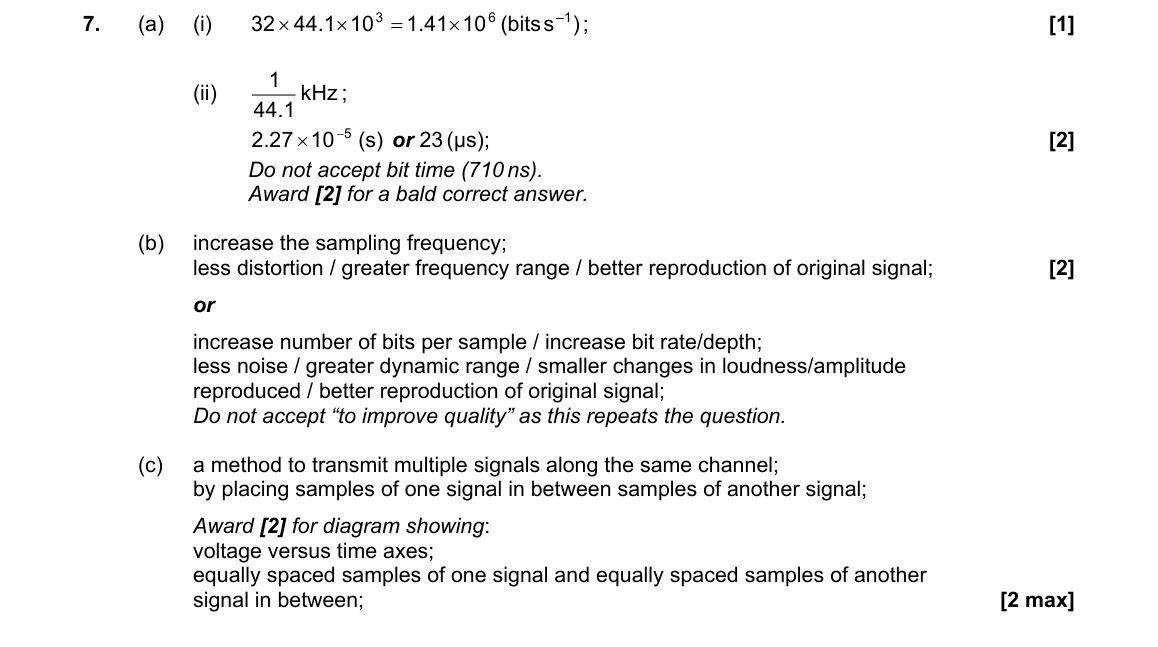 7. (a) (i) 32 × 44.1×10³ = 1.41×10⁶ (bits s⁻¹); [1]
(ii) 1/44.1 kHz;
2.27 × 10⁻⁵ (s) or 23 (µs); [2]
Do not accept bit time (710 ns).
Award [2] for a bald correct answer.
(b) increase the sampling frequency;
less distortion / greater frequency range / better reproduction of original signal; [2]
or
increase number of bits per sample / increase bit rate/depth;
less noise / greater dynamic range / smaller changes in loudness/amplitude
reproduced / better reproduction of original signal;
Do not accept “to improve quality” as this repeats the question.
(c) a method to transmit multiple signals along the same channel;
by placing samples of one signal in between samples of another signal;
Award [2] for diagram showing:
voltage versus time axes;
equally spaced samples of one signal and equally spaced samples of another
signal in between; [2 max]